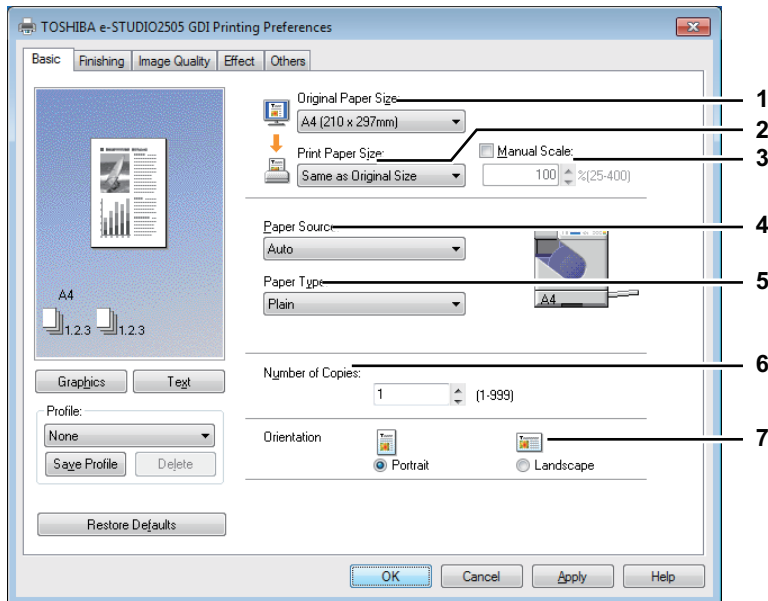 TOSHIBA e-STUDIO2505 GDI Printing Preferences
Basic Finishing Image Quality Effect Others
Original Paper Size: 1
A4 (210 x 297mm)
2
Print Paper Size: Manual Scale: 3
Same as Original Size 100 %(25-400)
Paper Source: 4
Auto
Paper Type: 5
Plain
A4
A4
1.2.3 1.2.3
Number of Copies: 6
1 (1-999)
Graphics Text
Profile:
None
Save Profile Delete
Orientation 7
Portrait Landscape
Restore Defaults
OK Cancel Apply Help